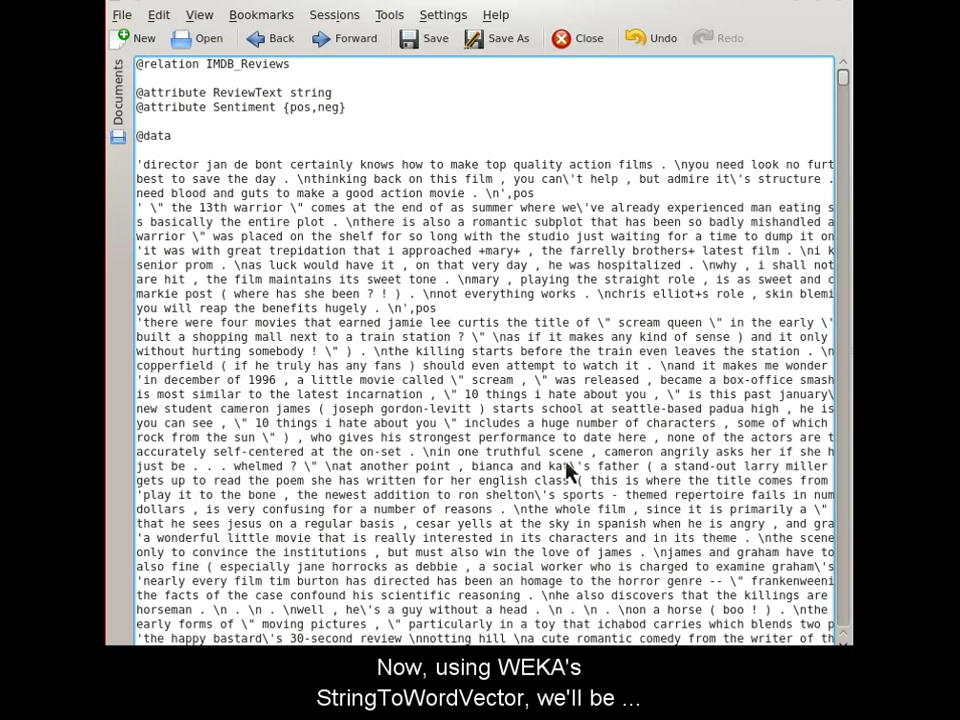 File Edit View Bookmarks Sessions Tools Settings Help
New Open Back Forward Save Save As Close Undo Redo
Documents
@relation IMDB_Reviews
@attribute ReviewText string
@attribute Sentiment {pos,neg}
@data
'director jan de bont certainly knows how to make top quality action films . \nyou need look no furt
best to save the day . \nthinking back on this film , you can\'t help , but admire it\'s structure .
need blood and guts to make a good action movie . \n',pos
' \" the 13th warrior \" comes at the end of as summer where we\'ve already experienced man eating s
s basically the entire plot . \nthere is also a romantic subplot that has been so badly mishandled a
warrior \" was placed on the shelf for so long with the studio just waiting for a time to dump it on
'it was with great trepidation that i approached +mary+ , the farrelly brothers+ latest film . \ni k
senior prom . \nas luck would have it , on that very day , he was hospitalized . \nwhy , i shall not
are hit , the film maintains its sweet tone . \nmary , playing the straight role , is as sweet and c
markie post ( where has she been ? ! ) . \nnot everything works . \nchris elliot+s role , skin blemi
you will reap the benefits hugely . \n',pos
'there were four movies that earned jamie lee curtis the title of \" scream queen \" in the early \'
built a shopping mall next to a train station ? \" \nas if it makes any kind of sense ) and it only
without hurting somebody ! \" ) . \nthe killing starts before the train even leaves the station . \n
copperfield ( if he truly has any fans ) should even attempt to watch it . \nand it makes me wonder
'in december of 1996 , a little movie called \" scream , \" was released , became a box-office smash
is most similar to the latest incarnation , \" 10 things i hate about you , \" is this past january\
new student cameron james ( joseph gordon-levitt ) starts school at seattle-based padua high , he is
you can see , \" 10 things i hate about you \" includes a huge number of characters , some of which
rock from the sun \" ) , who gives his strongest performance to date here , none of the actors are t
accurately self-centered at the on-set . \nin one truthful scene , cameron angrily asks her if she h
just be . . . whelmed ? \" \nat another point , bianca and kat\'s father ( a stand-out larry miller
gets up to read the poem she has written for her english class ( this is where the title comes from
'play it to the bone , the newest addition to ron shelton\'s sports - themed repertoire fails in num
dollars , is very confusing for a number of reasons . \nthe whole film , since it is primarily a \"
that he sees jesus on a regular basis , cesar yells at the sky in spanish when he is angry , and gra
'a wonderful little movie that is really interested in its characters and in its theme . \nthe scene
only to convince the institutions , but must also win the love of james . \njames and graham have to
also fine ( especially jane horrocks as debbie , a social worker who is charged to examine graham\'s
'nearly every film tim burton has directed has been an homage to the horror genre -- \" frankenweeni
the facts of the case confound his scientific reasoning . \nhe also discovers that the killings are
horseman . \n . \n . \nwell , he\'s a guy without a head . \n . \n . \non a horse ( boo ! ) . \nthe
early forms of \" moving pictures , \" particularly in a toy that ichabod carries which blends two p
'the happy bastard\'s 30-second review \nnotting hill \na cute romantic comedy from the writer of th
Now, using WEKA's
StringToWordVector, we'll be ...